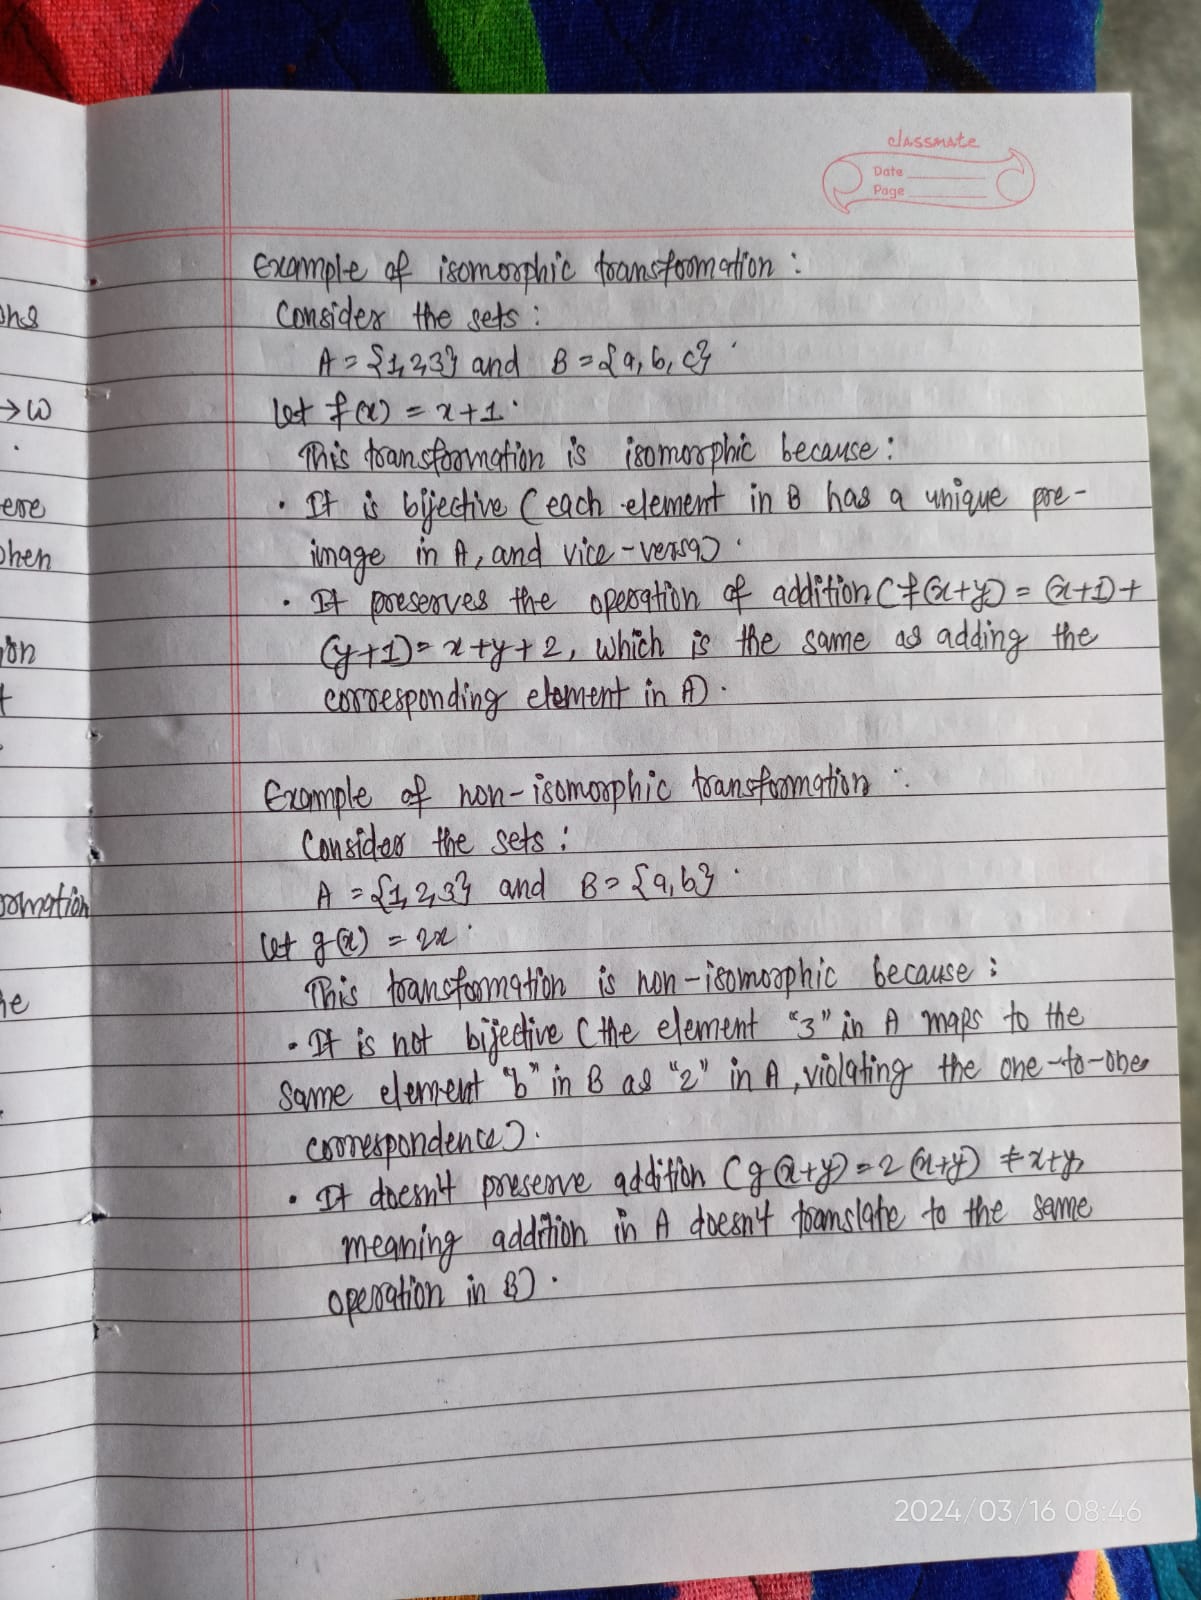 classmate
Date
Page
Example of isomorphic transformation :
Consider the sets :
A = {1, 2, 3} and B = {a, b, c} .
Let f(x) = x+1 .
This transformation is isomorphic because :
• It is bijective (each element in B has a unique pre-
image in A, and vice-versa) .
• It preserves the operation of addition (f(x+y) = (x+1) +
(y+1) = x+y+2, which is the same as adding the
corresponding element in A) .
Example of non-isomorphic transformation :
Consider the sets :
A = {1, 2, 3} and B = {a, b} .
Let g(x) = 2x .
This transformation is non-isomorphic because :
• It is not bijective (the element "3" in A maps to the
same element "b" in B as "2" in A, violating the one-to-one
correspondence) .
• It doesn't preserve addition (g(x+y) = 2(x+y) ≠ x+y,
meaning addition in A doesn't translate to the same
operation in B) .
ons
→W
.
ere
hen
ion
t
ormation
he
2024/03/16 08:46